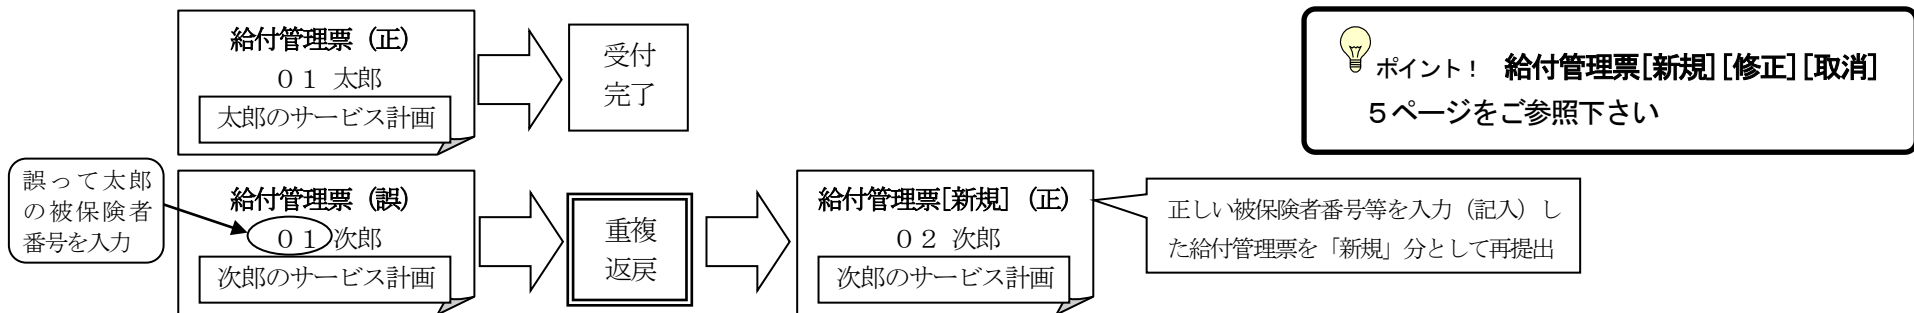 給付管理票（正）
０１ 太郎
太郎のサービス計画
受付
完了
ポイント！ 給付管理票[新規][修正][取消]
５ページをご参照下さい
誤って太郎
の被保険者
番号を入力
給付管理票（誤）
０１ 次郎
次郎のサービス計画
重複
返戻
給付管理票[新規]（正）
０２ 次郎
次郎のサービス計画
正しい被保険者番号等を入力（記入）し
た給付管理票を「新規」分として再提出